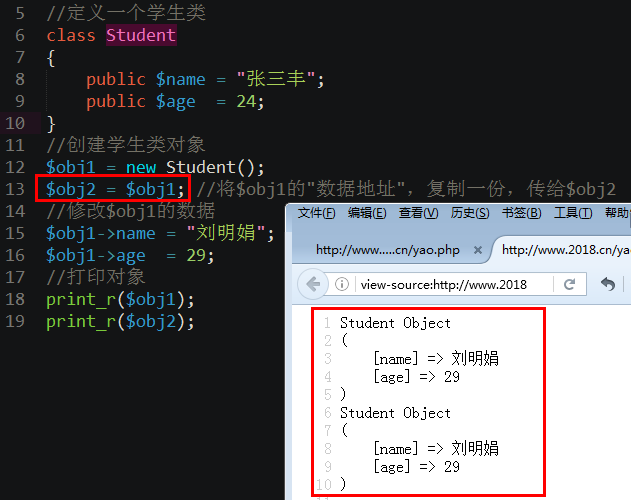 5 //定义一个学生类
6 class Student
7 {
8 public $name = "张三丰";
9 public $age = 24;
10 }
11 //创建学生类对象
12 $obj1 = new Student();
13 $obj2 = $obj1; //将$obj1的"数据地址"，复制一份，传给$obj2
14 //修改$obj1的数据
15 $obj1->name = "刘明娟";
16 $obj1->age = 29;
17 //打印对象
18 print_r($obj1);
19 print_r($obj2);
文件(F) 编辑(E) 查看(V) 历史(S) 书签(B) 工具(T) 帮助
http://www.....cn/yao.php × http://www.2018.cn/yao
view-source:http://www.2018
1 Student Object
2 (
3 [name] => 刘明娟
4 [age] => 29
5 )
6 Student Object
7 (
8 [name] => 刘明娟
9 [age] => 29
10 )